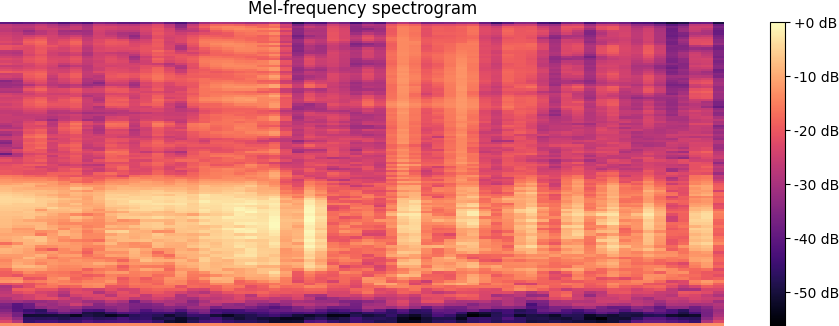 Mel-frequency spectrogram
+0 dB
-10 dB
-20 dB
-30 dB
-40 dB
-50 dB